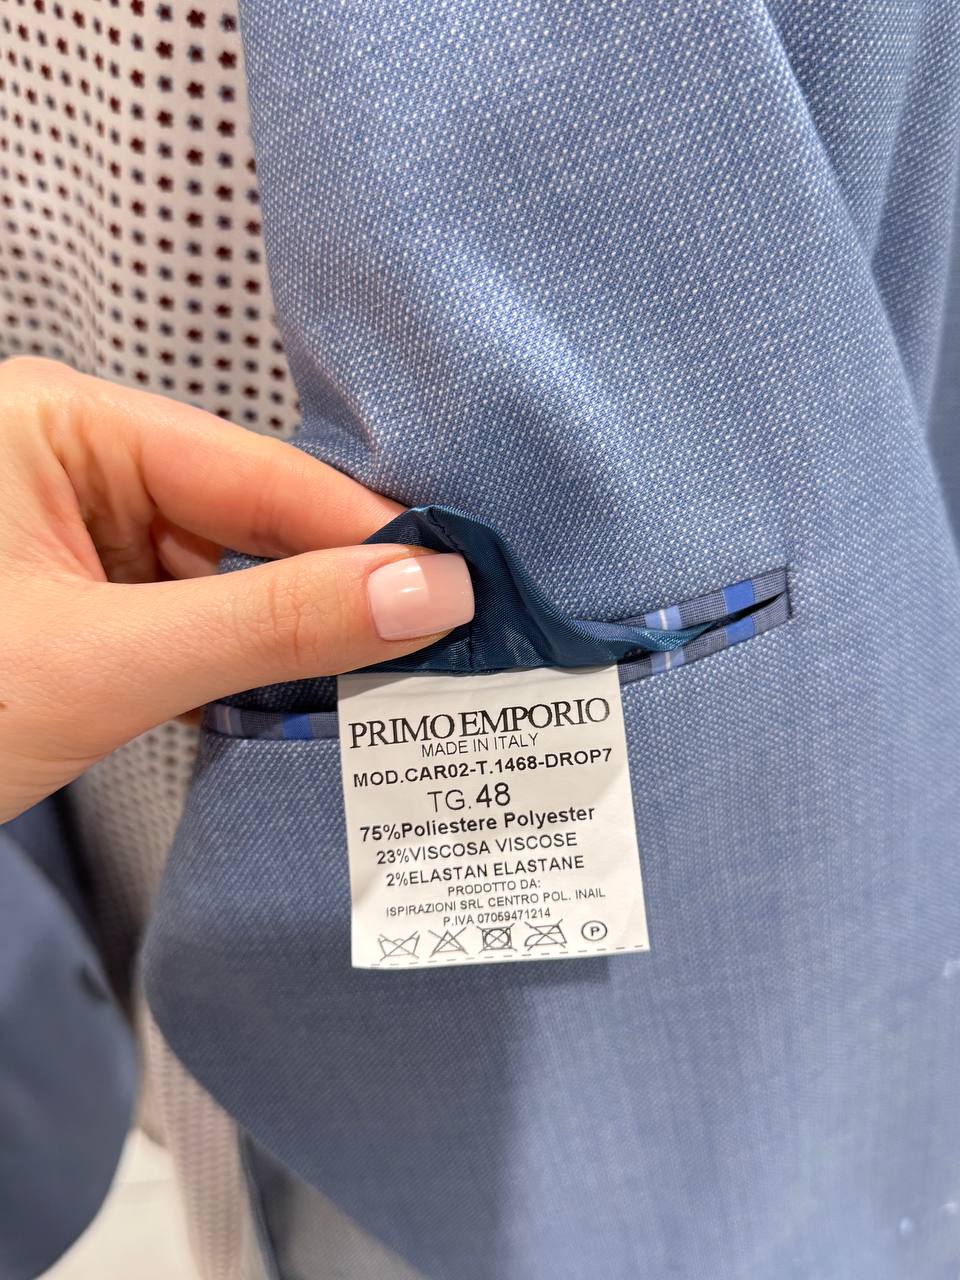 PRIMO EMPORIO
MADE IN ITALY
MOD.CAR02-T.1468-DROP7
TG.48
75%Poliestere Polyester
23%VISCOSA VISCOSE
2%ELASTAN ELASTANE
PRODOTTO DA:
ISPIRAZIONI SRL CENTRO POL. INAIL
P.IVA 07059471214
P